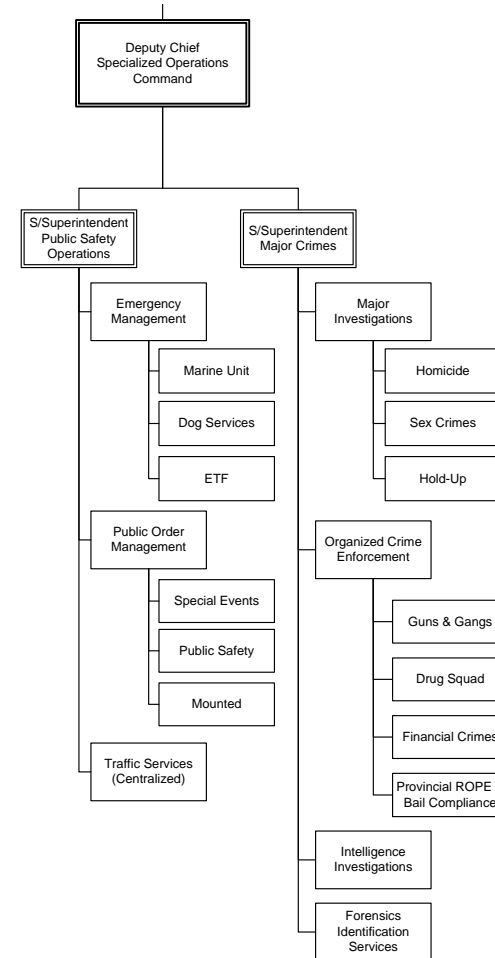 Deputy Chief
Specialized Operations
Command
S/Superintendent
Public Safety
Operations
Emergency
Management
Marine Unit
Dog Services
ETF
Public Order
Management
Special Events
Public Safety
Mounted
Traffic Services
(Centralized)
S/Superintendent
Major Crimes
Major
Investigations
Homicide
Sex Crimes
Hold-Up
Organized Crime
Enforcement
Guns & Gangs
Drug Squad
Financial Crimes
Provincial ROPE
Bail Compliance
Intelligence
Investigations
Forensics
Identification
Services